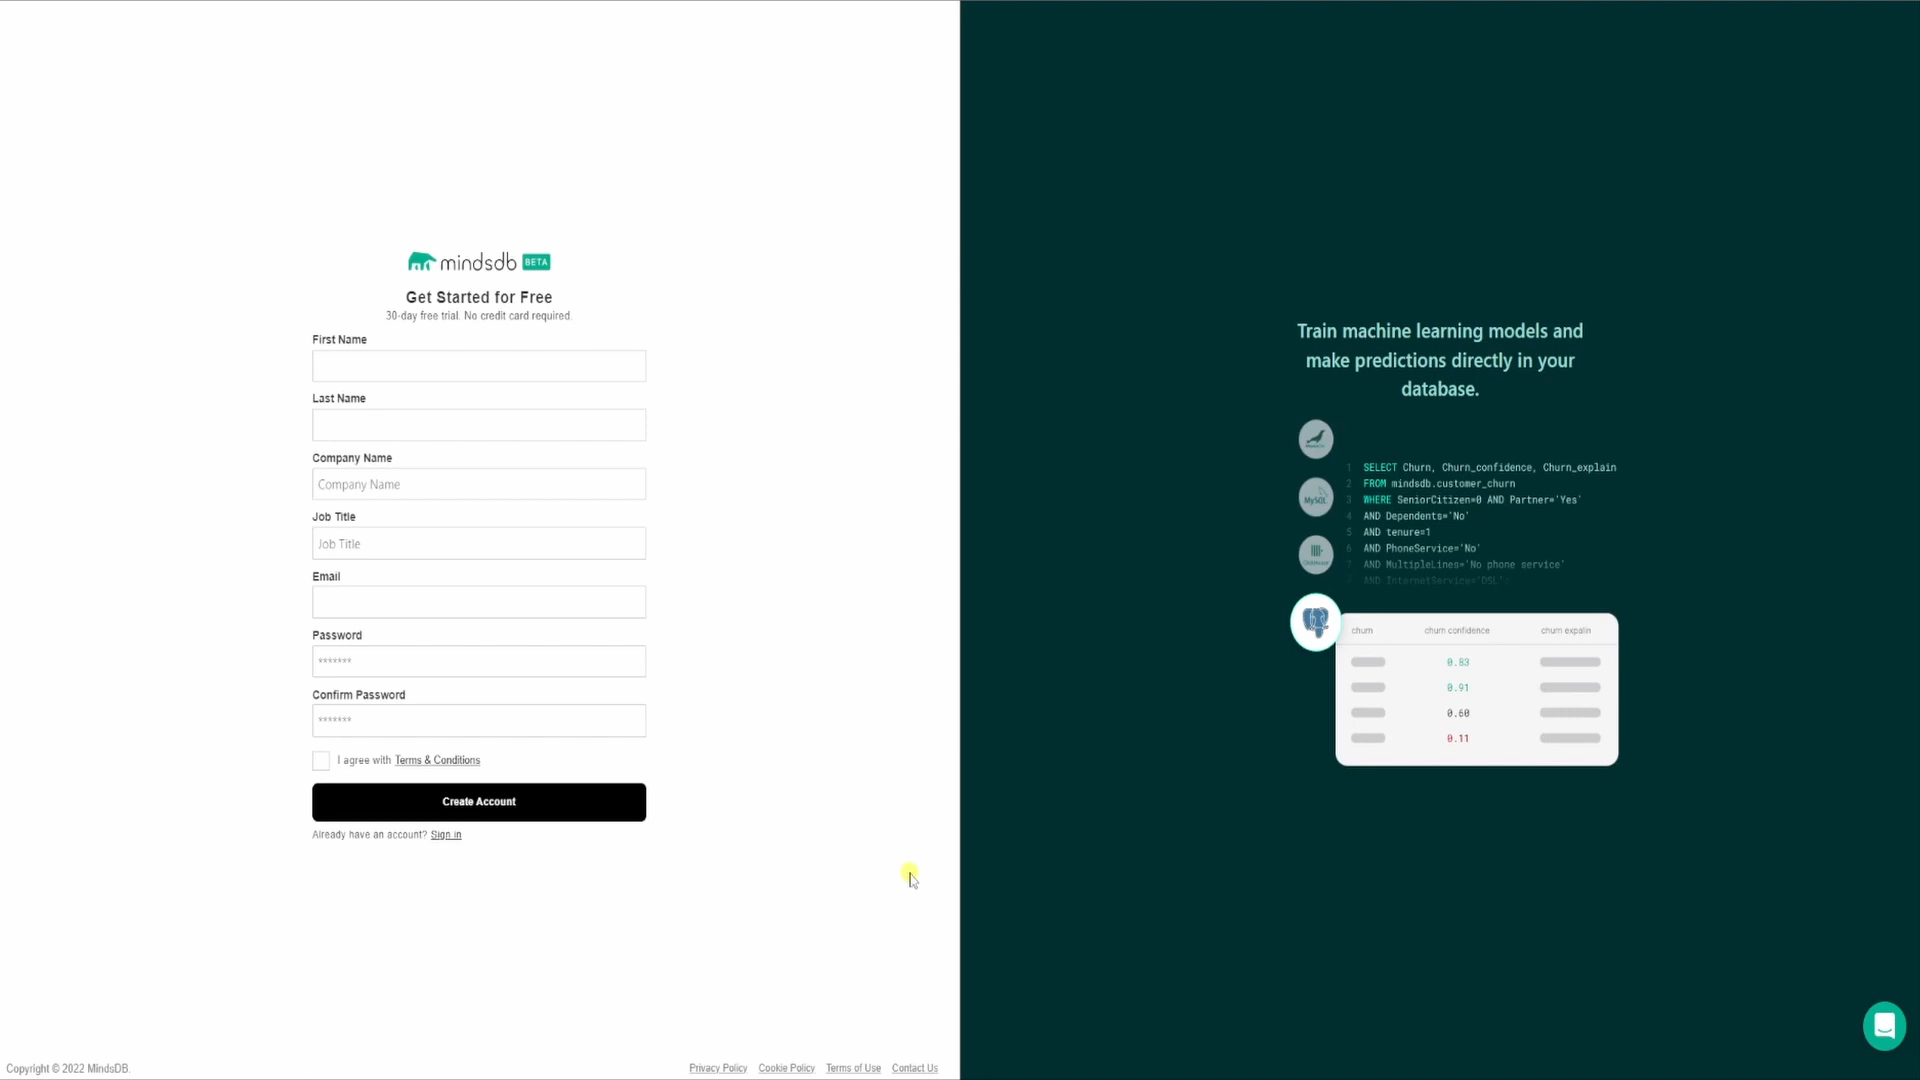 mindsdb BETA
Get Started for Free
30-day free trial. No credit card required.
First Name
Last Name
Company Name
Company Name
Job Title
Job Title
Email
Password
*******
Confirm Password
*******
I agree with Terms & Conditions
Create Account
Already have an account? Sign in
Copyright © 2022 MindsDB.
Privacy Policy Cookie Policy Terms of Use Contact Us
Train machine learning models and
make predictions directly in your
database.
MySQL
1 SELECT Churn, Churn_confidence, Churn_explain
2 FROM mindsdb.customer_churn
3 WHERE SeniorCitizen=0 AND Partner='Yes'
4 AND Dependents='No'
5 AND tenure=1
6 AND PhoneService='No'
7 AND MultipleLines='No phone service'
AND InternetService='DSL';
churn churn confidence churn expalin
0.83
0.91
0.60
0.11